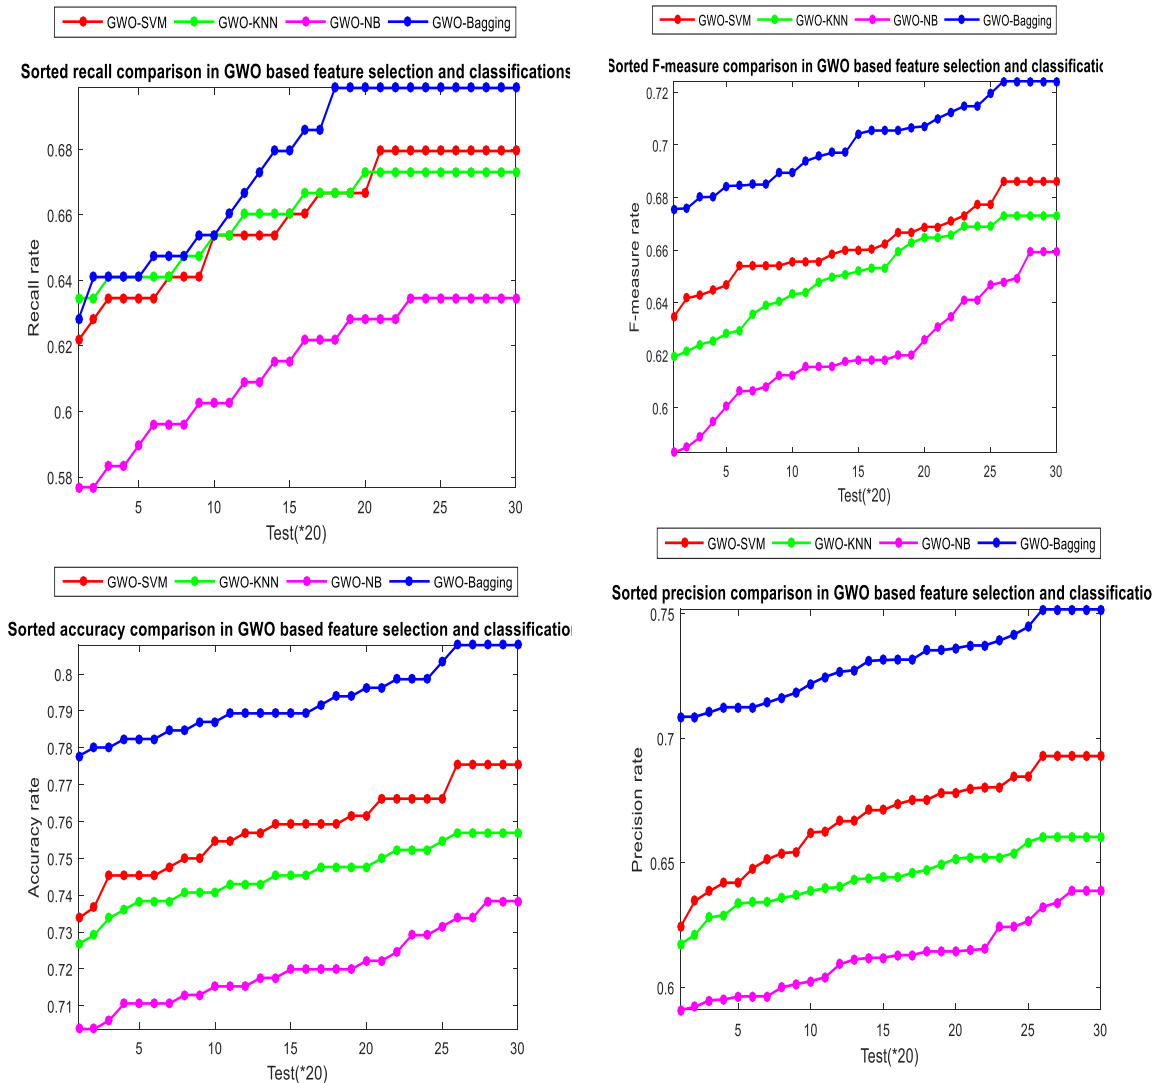 GWO-SVM GWO-KNN GWO-NB GWO-Bagging
Sorted recall comparison in GWO based feature selection and classifications
Recall rate
0.68
0.66
0.64
0.62
0.6
0.58
5 10 15 20 25 30
Test(*20)
GWO-SVM GWO-KNN GWO-NB GWO-Bagging
Sorted F-measure comparison in GWO based feature selection and classificatio
F-measure rate
0.72
0.7
0.68
0.66
0.64
0.62
0.6
5 10 15 20 25 30
Test(*20)
GWO-SVM GWO-KNN GWO-NB GWO-Bagging
Sorted accuracy comparison in GWO based feature selection and classification
Accuracy rate
0.8
0.79
0.78
0.77
0.76
0.75
0.74
0.73
0.72
0.71
5 10 15 20 25 30
Test(*20)
GWO-SVM GWO-KNN GWO-NB GWO-Bagging
Sorted precision comparison in GWO based feature selection and classificatio
Precision rate
0.75
0.7
0.65
0.6
5 10 15 20 25 30
Test(*20)